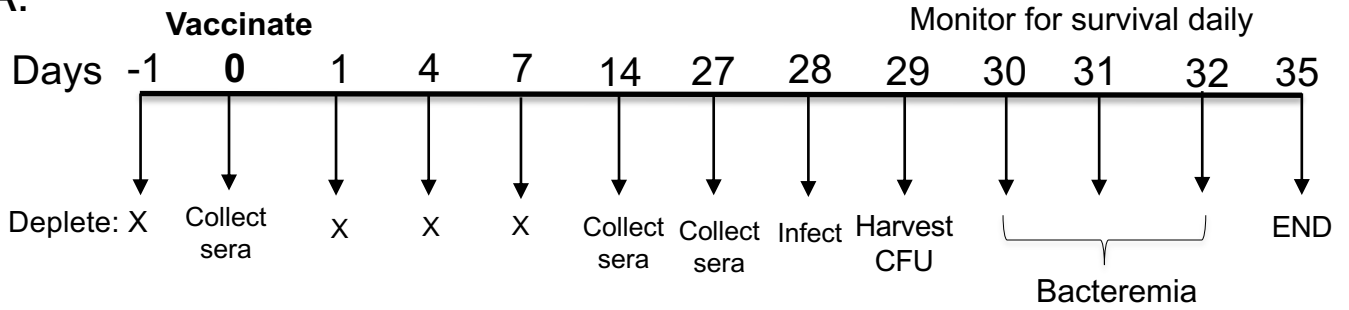 A.
Vaccinate
Monitor for survival daily
Days -1 0 1 4 7 14 27 28 29 30 31 32 35
Deplete: X Collect sera X X X Collect sera Collect sera Infect Harvest CFU END
Bacteremia